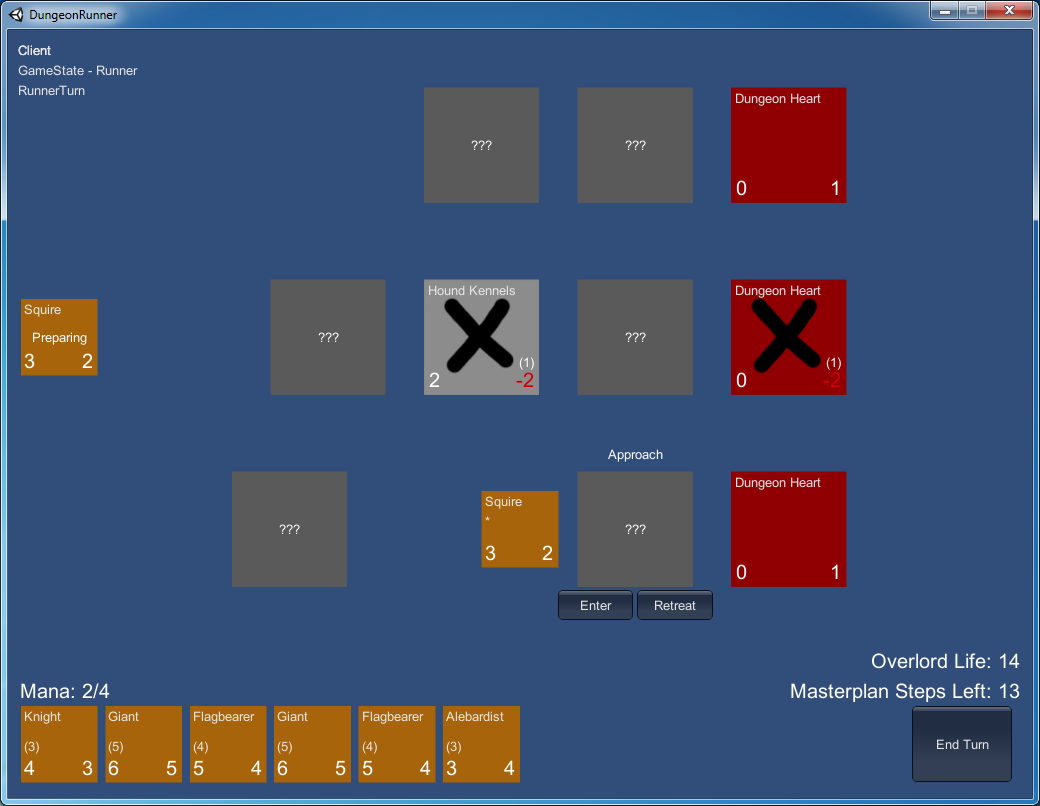 DungeonRunner
Client
GameState - Runner
RunnerTurn
??? ??? Dungeon Heart
0 1
Squire
Preparing
3 2
???
Hound Kennels
(1)
2 -2
???
Dungeon Heart
(1)
0 -2
Approach
???
Squire
*
3 2
???
Dungeon Heart
0 1
Enter Retreat
Overlord Life: 14
Mana: 2/4
Masterplan Steps Left: 13
Knight
(3)
4 3
Giant
(5)
6 5
Flagbearer
(4)
5 4
Giant
(5)
6 5
Flagbearer
(4)
5 4
Alebardist
(3)
3 4
End Turn